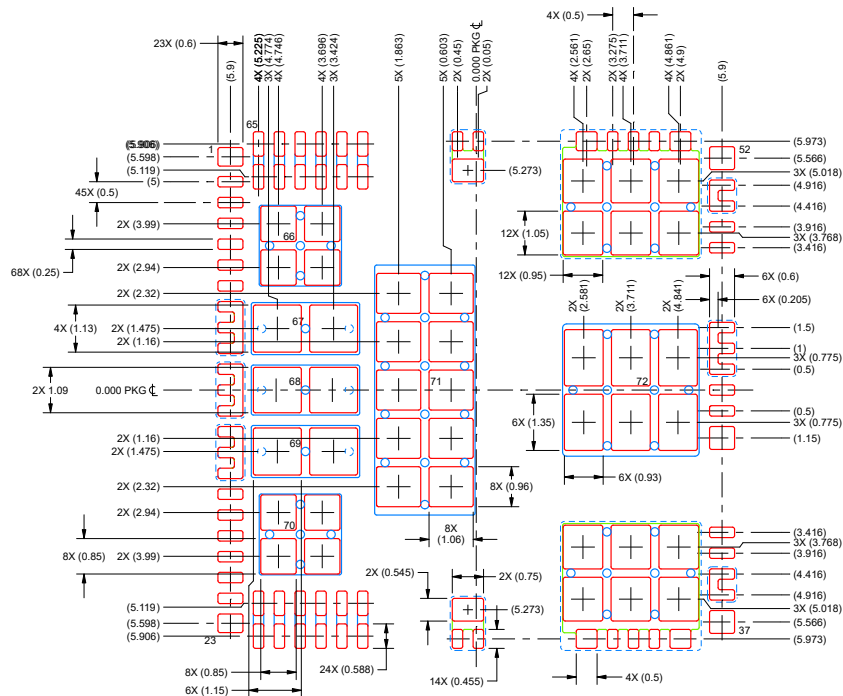 23X (0.6)
(5.9)
4X (5.225)
3X (4.774)
4X (4.746)
4X (3.696)
3X (3.424)
5X (1.863)
5X (0.603)
2X (0.45)
0.000 PKG ℄
2X (0.05)
4X (0.5)
4X (2.561)
2X (2.65)
2X (3.275)
4X (3.711)
4X (4.861)
2X (4.9)
(5.9)
65
1
52
(5.906)
(5.598)
(5.119)
(5)
45X (0.5)
2X (3.99)
68X (0.25)
2X (2.94)
2X (2.32)
4X (1.13)
2X (1.475)
2X (1.16)
2X 1.09
0.000 PKG ℄
2X (1.16)
2X (1.475)
2X (2.32)
2X (2.94)
8X (0.85)
2X (3.99)
(5.119)
(5.598)
(5.906)
23
66
67
68
69
70
71
72
(5.273)
12X (1.05)
12X (0.95)
(5.973)
(5.566)
3X (5.018)
(4.916)
(4.416)
(3.916)
3X (3.768)
(3.416)
6X (0.6)
6X (0.205)
2X (2.581)
2X (3.711)
2X (4.841)
(1.5)
(1)
3X (0.775)
(0.5)
(0.5)
3X (0.775)
(1.15)
6X (1.35)
6X (0.93)
8X (0.96)
8X (1.06)
2X (0.545)
2X (0.75)
(5.273)
(3.416)
3X (3.768)
(3.916)
(4.416)
(4.916)
3X (5.018)
(5.566)
37
(5.973)
8X (0.85)
6X (1.15)
24X (0.588)
14X (0.455)
4X (0.5)